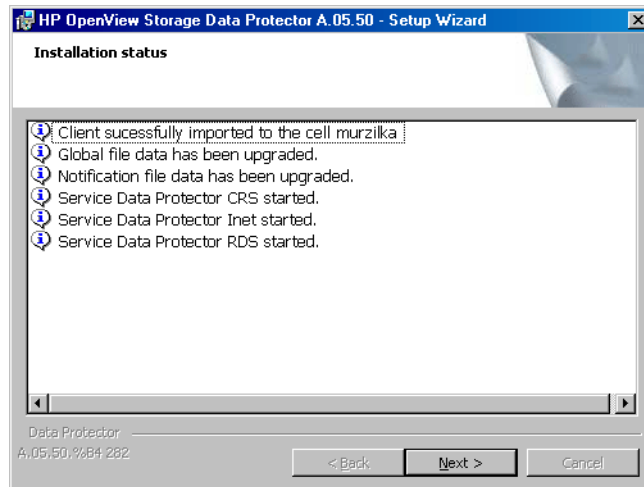 HP OpenView Storage Data Protector A.05.50 - Setup Wizard
Installation status
Client sucessfully imported to the cell murzilka
Global file data has been upgraded.
Notification file data has been upgraded.
Service Data Protector CRS started.
Service Data Protector Inet started.
Service Data Protector RDS started.
Data Protector
A.05.50.%B4 282
< Back Next > Cancel